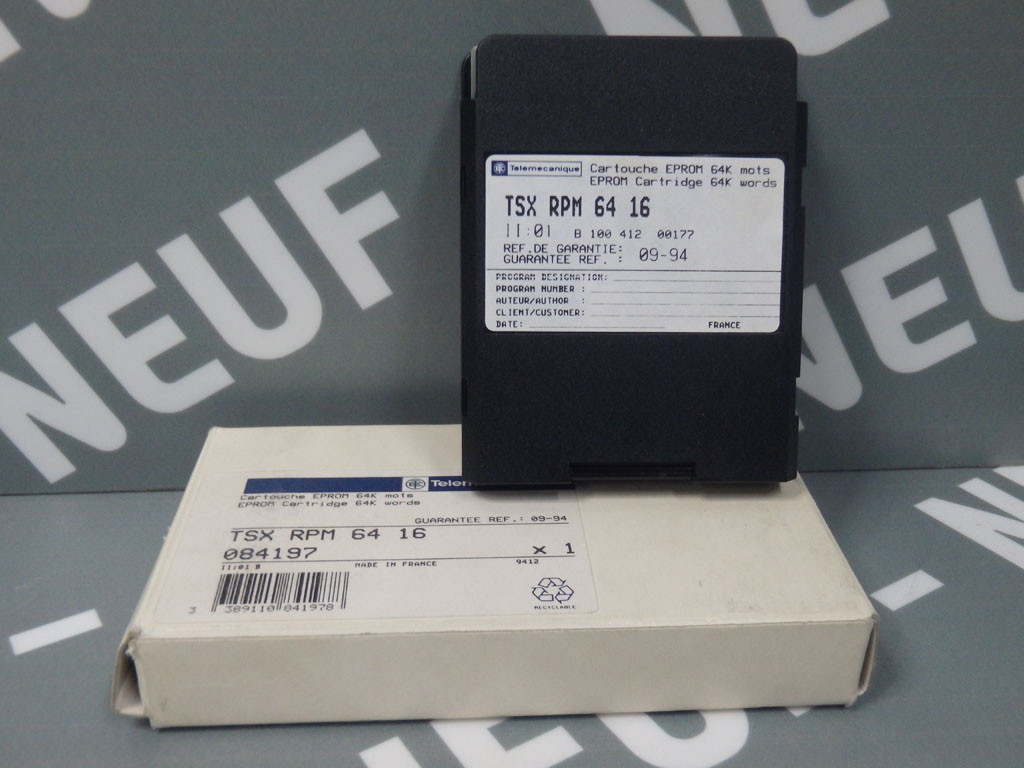 NEUF
NEUF
NEUF
Telemecanique
Cartouche EPROM 64K mots
EPROM Cartridge 64K words
TSX RPM 64 16
11:01 B 100 412 00177
REF.DE GARANTIE:
GUARANTEE REF. : 09-94
PROGRAM DESIGNATION:
PROGRAM NUMBER :
AUTEUR/AUTHOR :
CLIENT/CUSTOMER:
DATE: FRANCE
Telem
Cartouche EPROM 64K mots
EPROM Cartridge 64K words
GUARANTEE REF.: 09-94
TSX RPM 64 16
084197 x 1
11:01 B MADE IN FRANCE 9412
3 389110 841978
RECYCLABLE